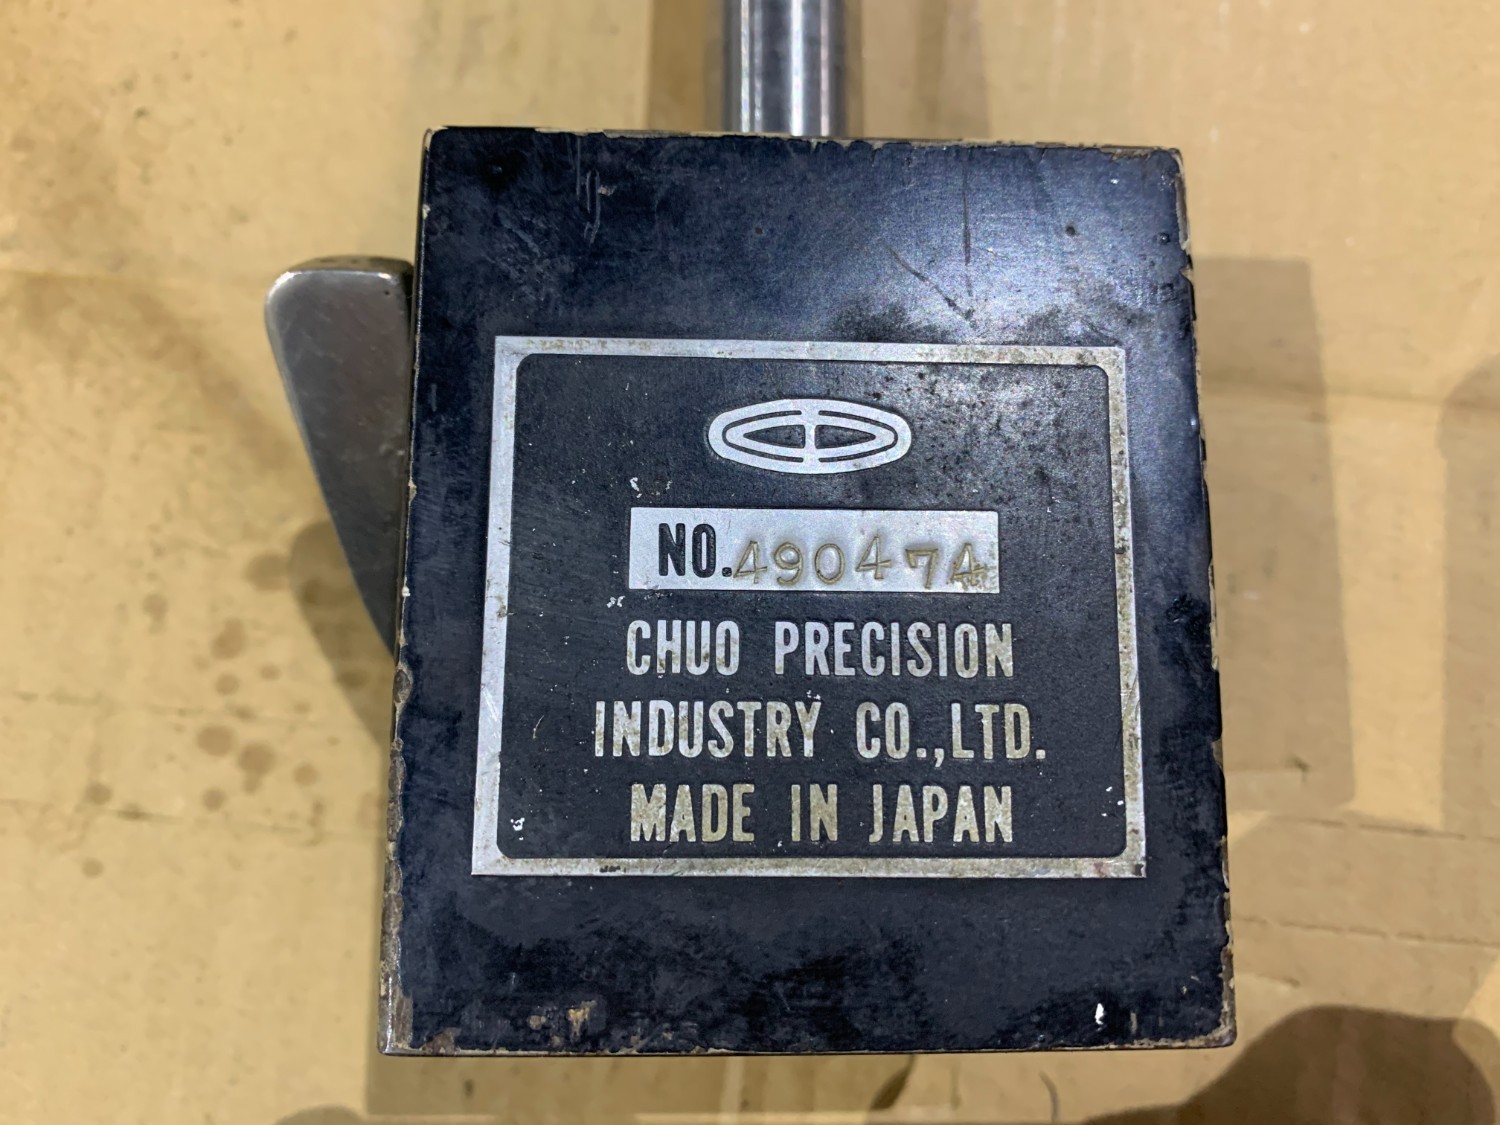 NO.490474
CHUO PRECISION
INDUSTRY CO.,LTD.
MADE IN JAPAN